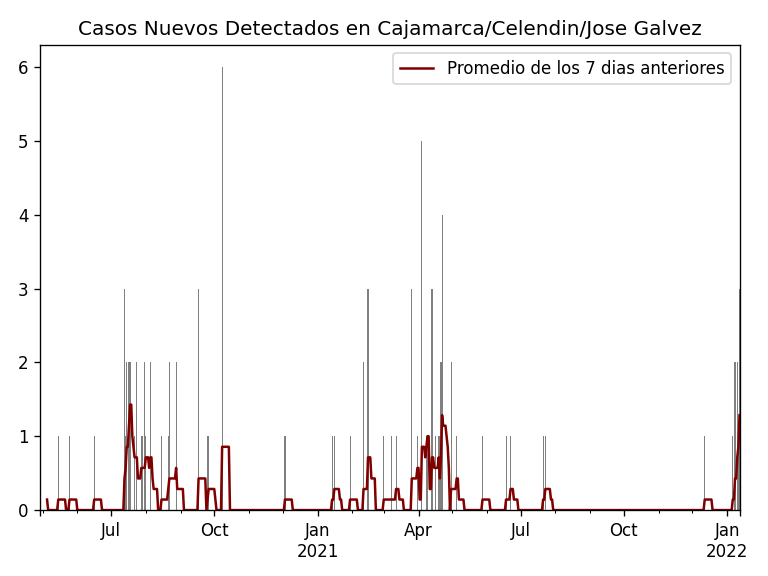 Casos Nuevos Detectados en Cajamarca/Celendin/Jose Galvez
Promedio de los 7 dias anteriores
6
5
4
3
2
1
0
Jul
Oct
Jan
2021
Apr
Jul
Oct
Jan
2022